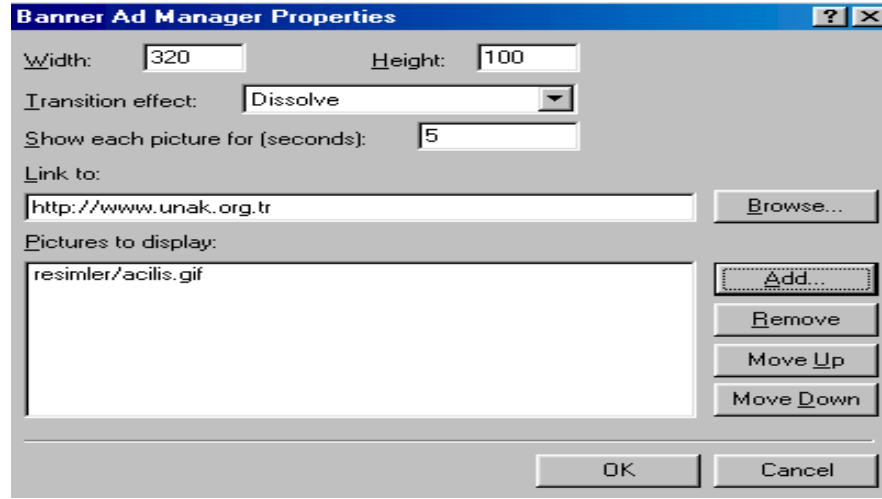 Banner Ad Manager Properties
Width: 320 Height: 100
Transition effect: Dissolve
Show each picture for (seconds): 5
Link to:
http://www.unak.org.tr Browse...
Pictures to display:
resimler/acilis.gif
Add...
Remove
Move Up
Move Down
OK Cancel